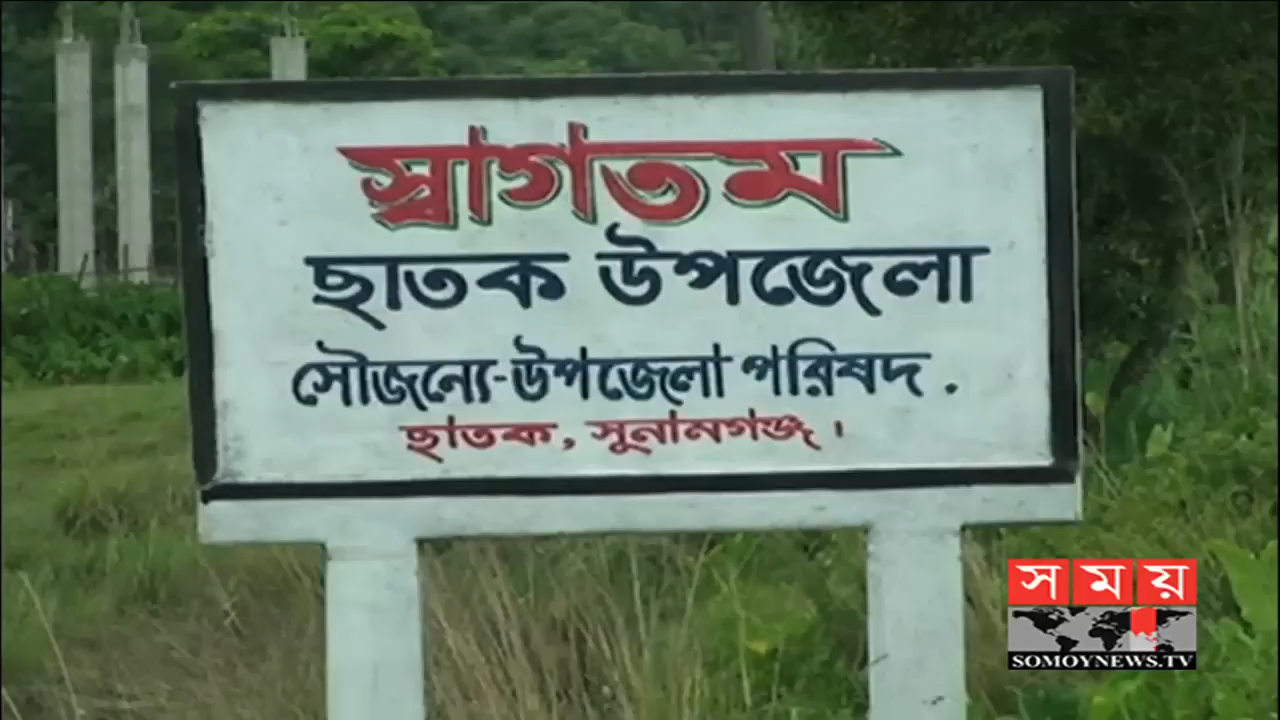 স্বাগতম
ছাতক উপজেলা
সৌজন্যে-উপজেলা পরিষদ .
ছাতক, সুনামগঞ্জ।
সময়
SOMOYNEWS.TV